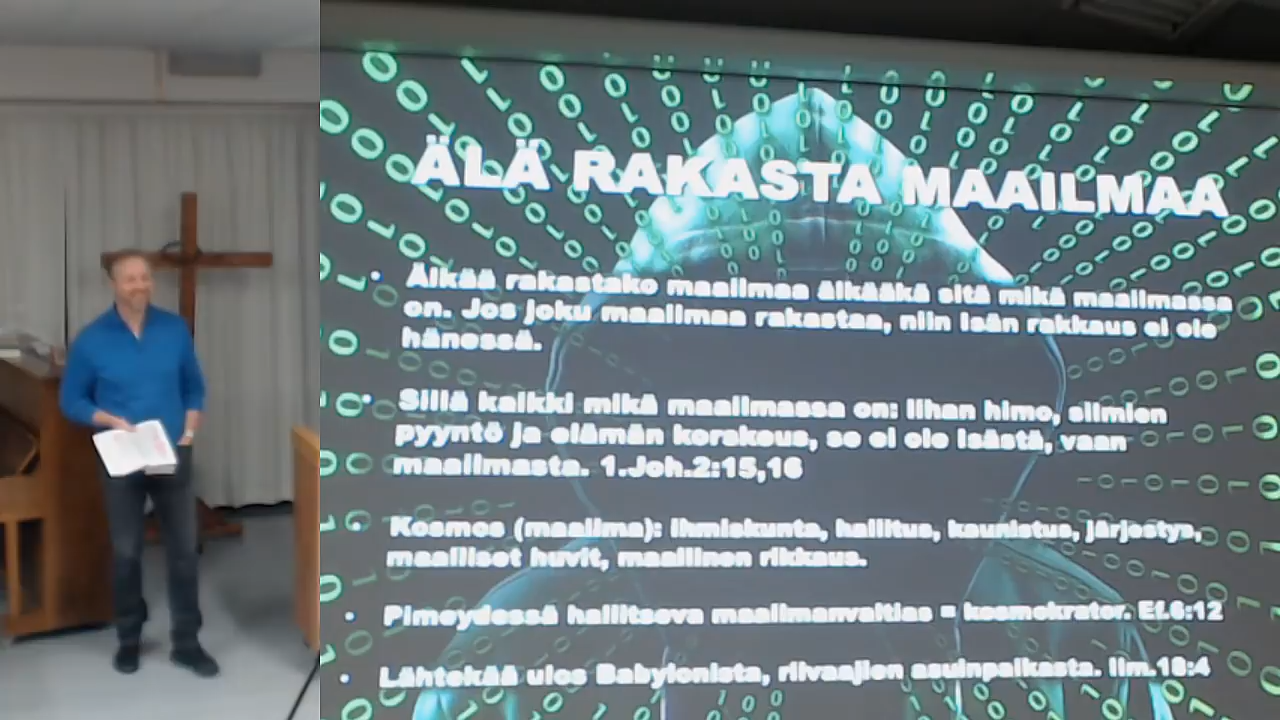 ÄLÄ RAKASTA MAAILMAA
• Älkää rakastako maailmaa älkääkä sitä mikä maailmassa
on. Jos joku maailmaa rakastaa, niin Isän rakkaus ei ole
hänessä.
• Sillä kaikki mikä maailmassa on: lihan himo, silmien
pyyntö ja elämän korskeus, se ei ole Isästä, vaan
maailmasta. 1.Joh.2:15,16
• Kosmos (maailma): ihmiskunta, hallitus, kaunistus, järjestys,
maalliset huvit, maallinen rikkaus.
• Pimeydessä hallitseva maailmanvaltias = kosmokrator. Ef.6:12
• Lähtekää ulos Babylonista, riivaajien asuinpaikasta. Ilm.18:4